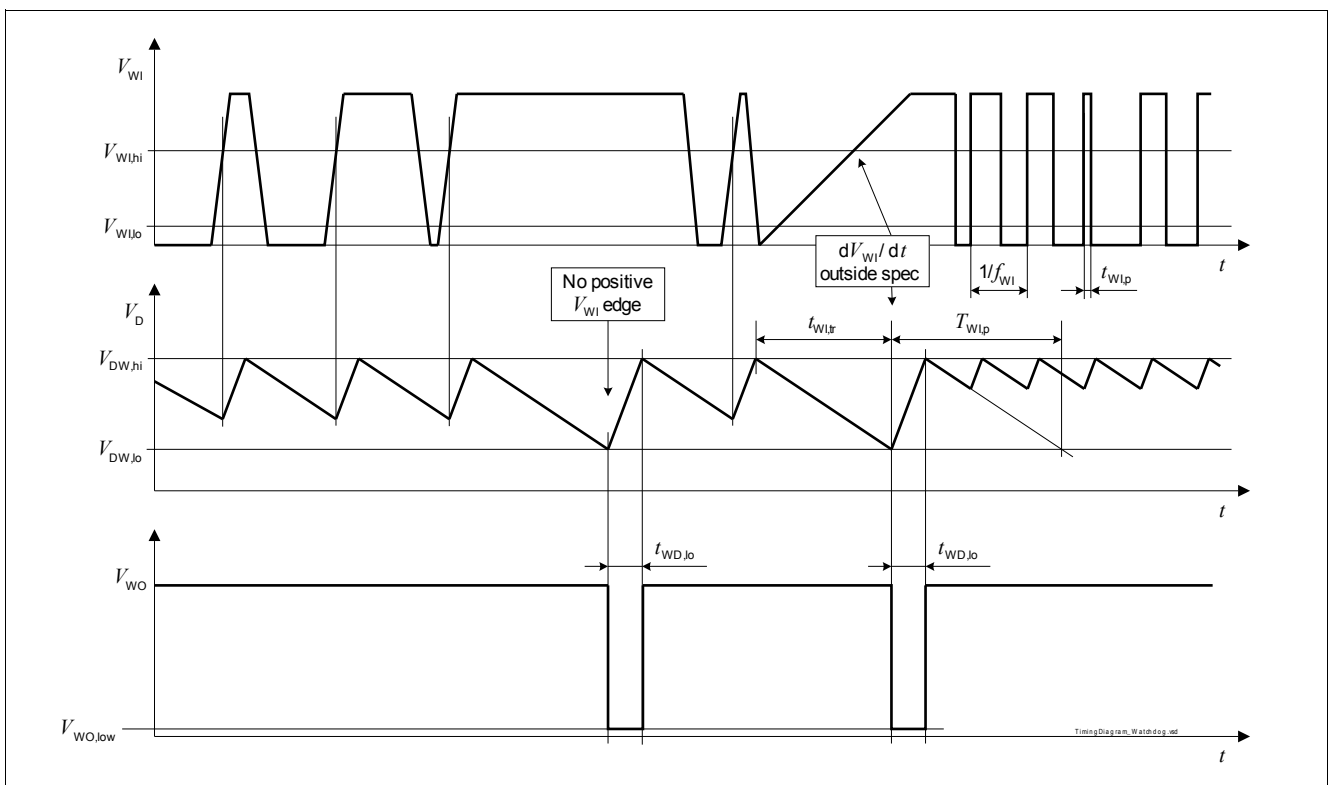 V_WI
V_WI,hi
V_WI,lo
t
dV_WI / dt
outside spec
1/f_WI
t_WI,p
No positive
V_WI edge
V_D
t_WI,tr
T_WI,p
V_DW,hi
V_DW,lo
t
t_WD,lo
t_WD,lo
V_WO
V_WO,low
TimingDiagram_Watchdog.vsd
t